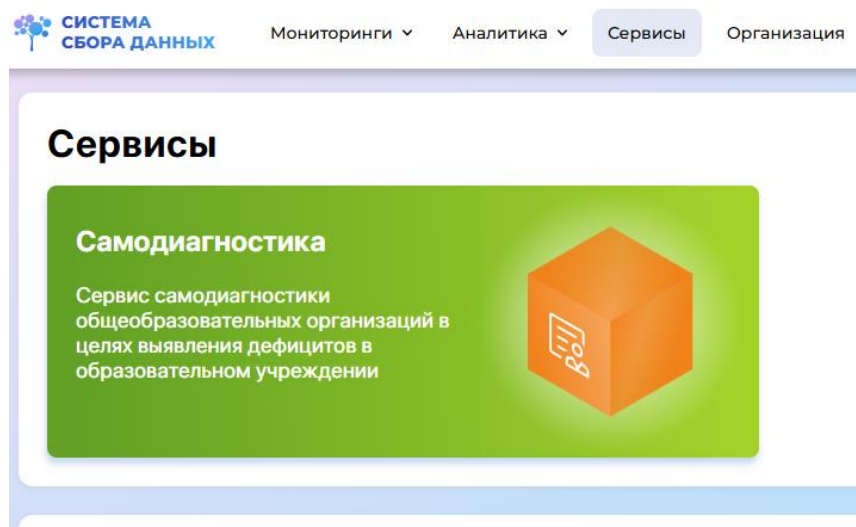 СИСТЕМА
СБОРА ДАННЫХ
Мониторинги
Аналитика
Сервисы
Организация
Сервисы
Самодиагностика
Сервис самодиагностики
общеобразовательных организаций в
целях выявления дефицитов в
образовательном учреждении